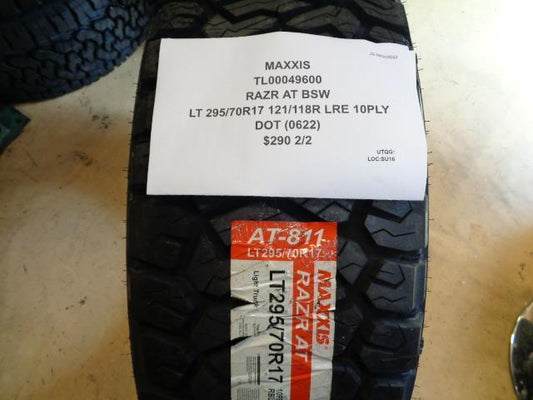 MAXXIS
TL00049600
RAZR AT BSW
LT 295/70R17 121/118R LRE 10PLY
DOT (0622)
$290 2/2
UTQG:
LOC:SU16
AT-811
LT295/70R17
MAXXIS
RAZR AT
LT295/70R17
Light Truck